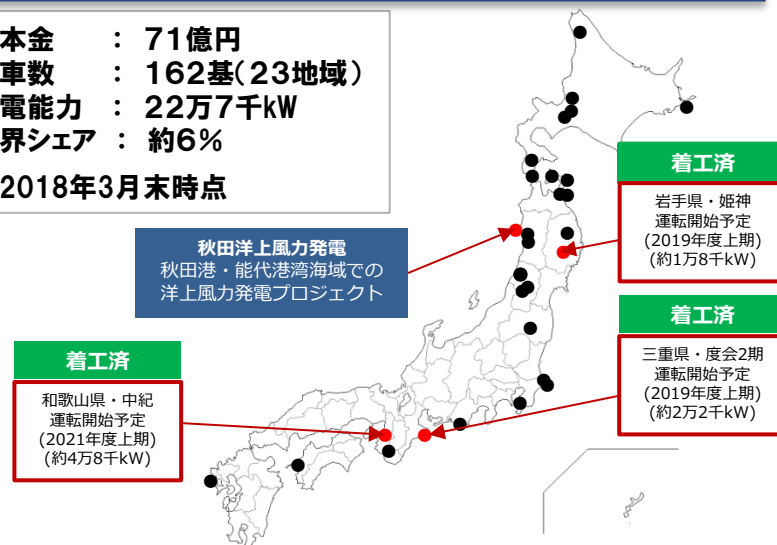 本金 : 71億円
車数 : 162基(23地域)
電能力 : 22万7千kW
界シェア : 約6%
2018年3月末時点
秋田洋上風力発電
秋田港・能代港湾海域での
洋上風力発電プロジェクト
着工済
岩手県・姫神
運転開始予定
(2019年度上期)
(約1万8千kW)
着工済
三重県・度会2期
運転開始予定
(2019年度上期)
(約2万2千kW)
着工済
和歌山県・中紀
運転開始予定
(2021年度上期)
(約4万8千kW)